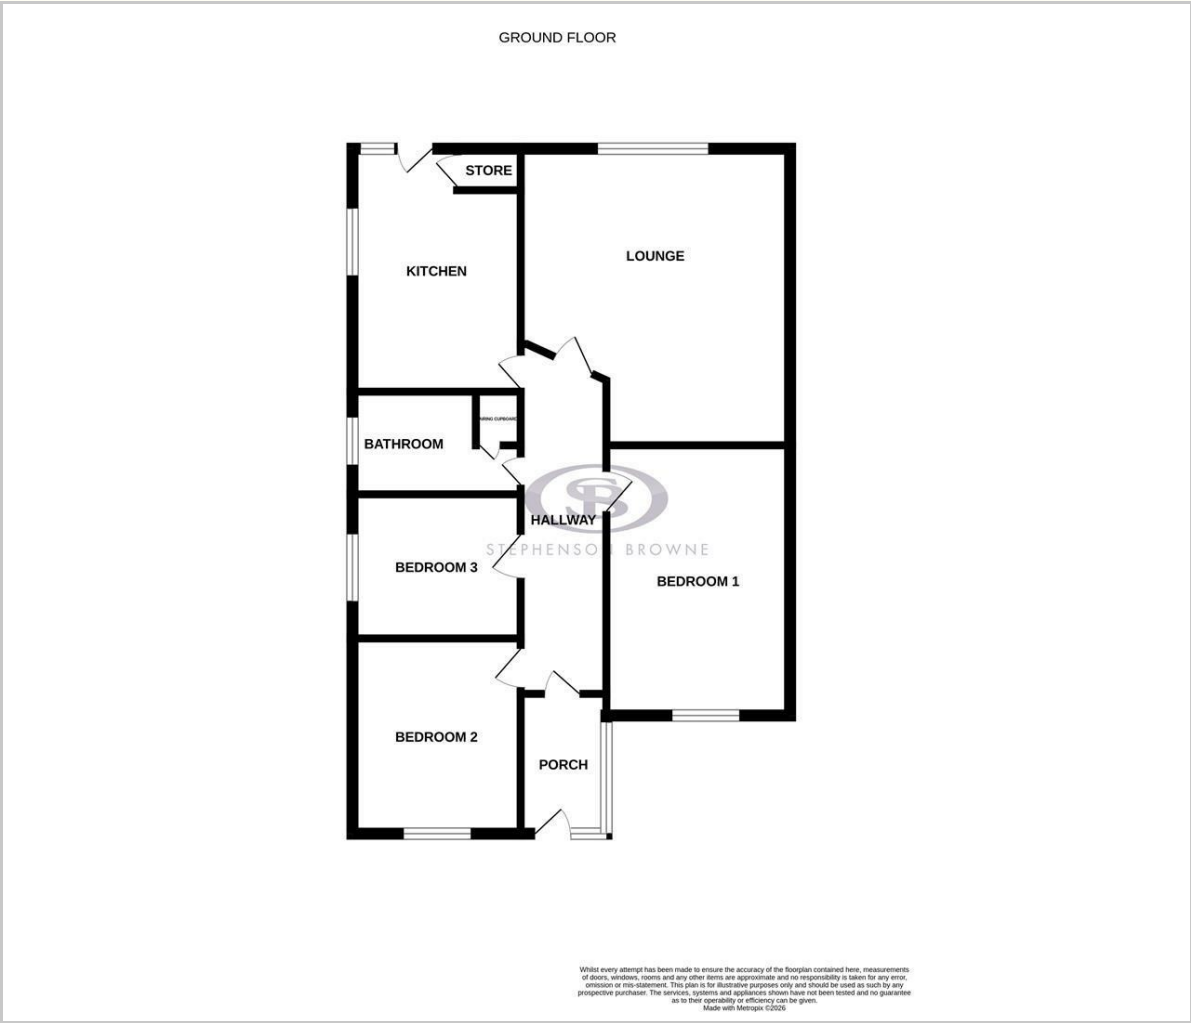 GROUND FLOOR
STORE
KITCHEN
LOUNGE
AIRING CUPBOARD
BATHROOM
SB
HALLWAY
STEPHENSON BROWNE
BEDROOM 3
BEDROOM 1
BEDROOM 2
PORCH
Whilst every attempt has been made to ensure the accuracy of the floorplan contained here, measurements
of doors, windows, rooms and any other items are approximate and no responsibility is taken for any error,
omission or mis-statement. This plan is for illustrative purposes only and should be used as such by any
prospective purchaser. The services, systems and appliances shown have not been tested and no guarantee
as to their operability or efficiency can be given.
Made with Metropix ©2026